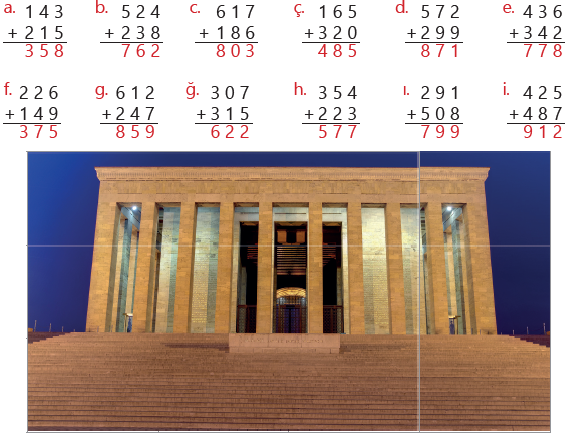 a. 143 b. 524 c. 617 ç. 165 d. 572 e. 436
+ 215 + 238 + 186 + 320 + 299 + 342
358 762 803 485 871 778
f. 226 g. 612 ğ. 307 h. 354 ı. 291 i. 425
+ 149 + 247 + 315 + 223 + 508 + 487
375 859 622 577 799 912